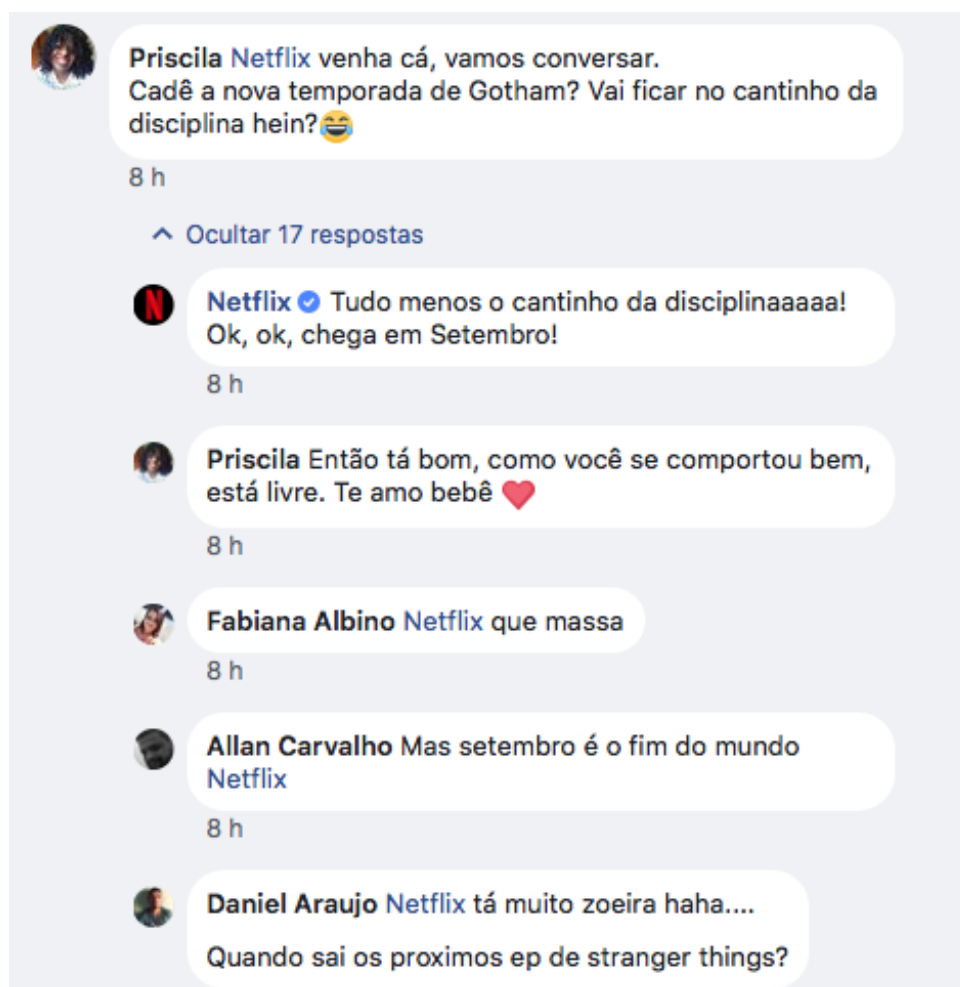 Priscila Netflix venha cá, vamos conversar.
Cadê a nova temporada de Gotham? Vai ficar no cantinho da
disciplina hein?😂
8 h
Ocultar 17 respostas
Netflix Tudo menos o cantinho da disciplinaaaaa!
Ok, ok, chega em Setembro!
8 h
Priscila Então tá bom, como você se comportou bem,
está livre. Te amo bebê ❤️
8 h
Fabiana Albino Netflix que massa
8 h
Allan Carvalho Mas setembro é o fim do mundo
Netflix
8 h
Daniel Araujo Netflix tá muito zoeira haha....
Quando sai os proximos ep de stranger things?